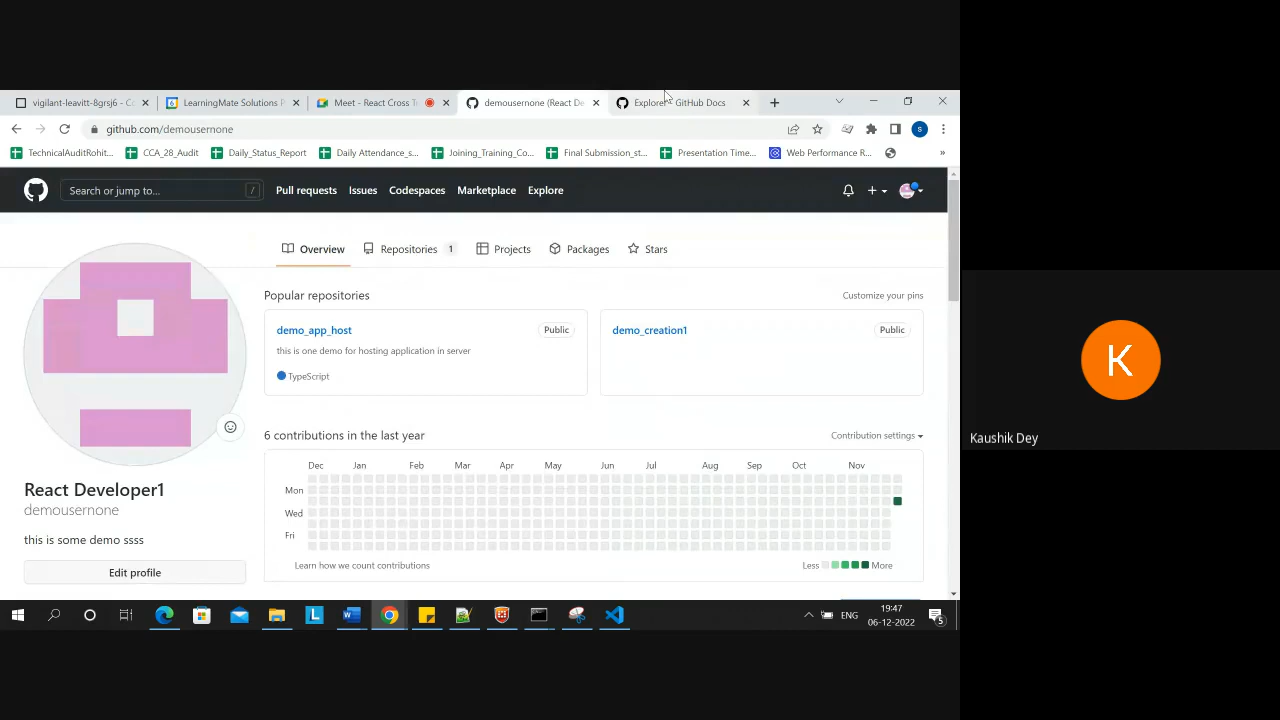 vigilant-leavitt-8grsj6 - Co
LearningMate Solutions P
Meet - React Cross T
demousernone (React De
Explorer - GitHub Docs
github.com/demousernone
S
TechnicalAuditRohit...
CCA_28_Audit
Daily_Status_Report
Daily Attendance_s...
Joining_Training_Co...
Final Submission_st...
Presentation Time...
Web Performance R...
»
Search or jump to...
/
Pull requests
Issues
Codespaces
Marketplace
Explore
Overview
Repositories 1
Projects
Packages
Stars
Popular repositories
Customize your pins
demo_app_host
Public
this is one demo for hosting application in server
TypeScript
demo_creation1
Public
6 contributions in the last year
Contribution settings
Dec Jan Feb Mar Apr May Jun Jul Aug Sep Oct Nov
Mon
Wed
Fri
Learn how we count contributions
Less
More
React Developer1
demousernone
this is some demo ssss
Edit profile
L
ENG
19:47
06-12-2022
5
K
Kaushik Dey